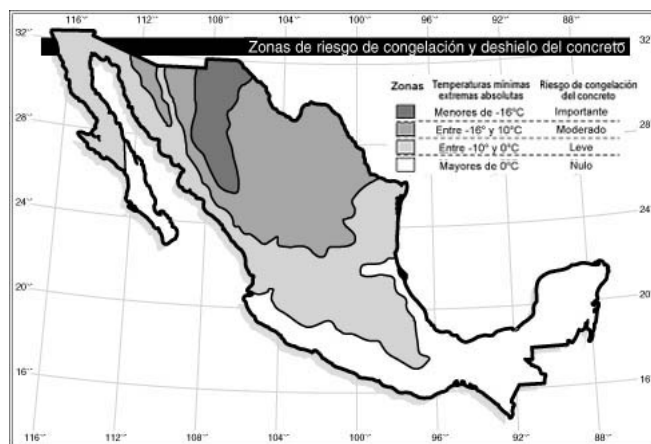 116° 112° 108° 104° 100° 96° 92° 88°
Zonas de riesgo de congelación y deshielo del concreto
32° 32°
Zonas Temperaturas mínimas extremas absolutas Riesgo de congelación del concreto
Menores de -16°C Importante
Entre -16° y 10°C Moderado
Entre -10° y 0°C Leve
Mayores de 0°C Nulo
28° 28°
24° 24°
20° 20°
16° 16°
116° 112° 108° 104° 100° 96° 92° 88°